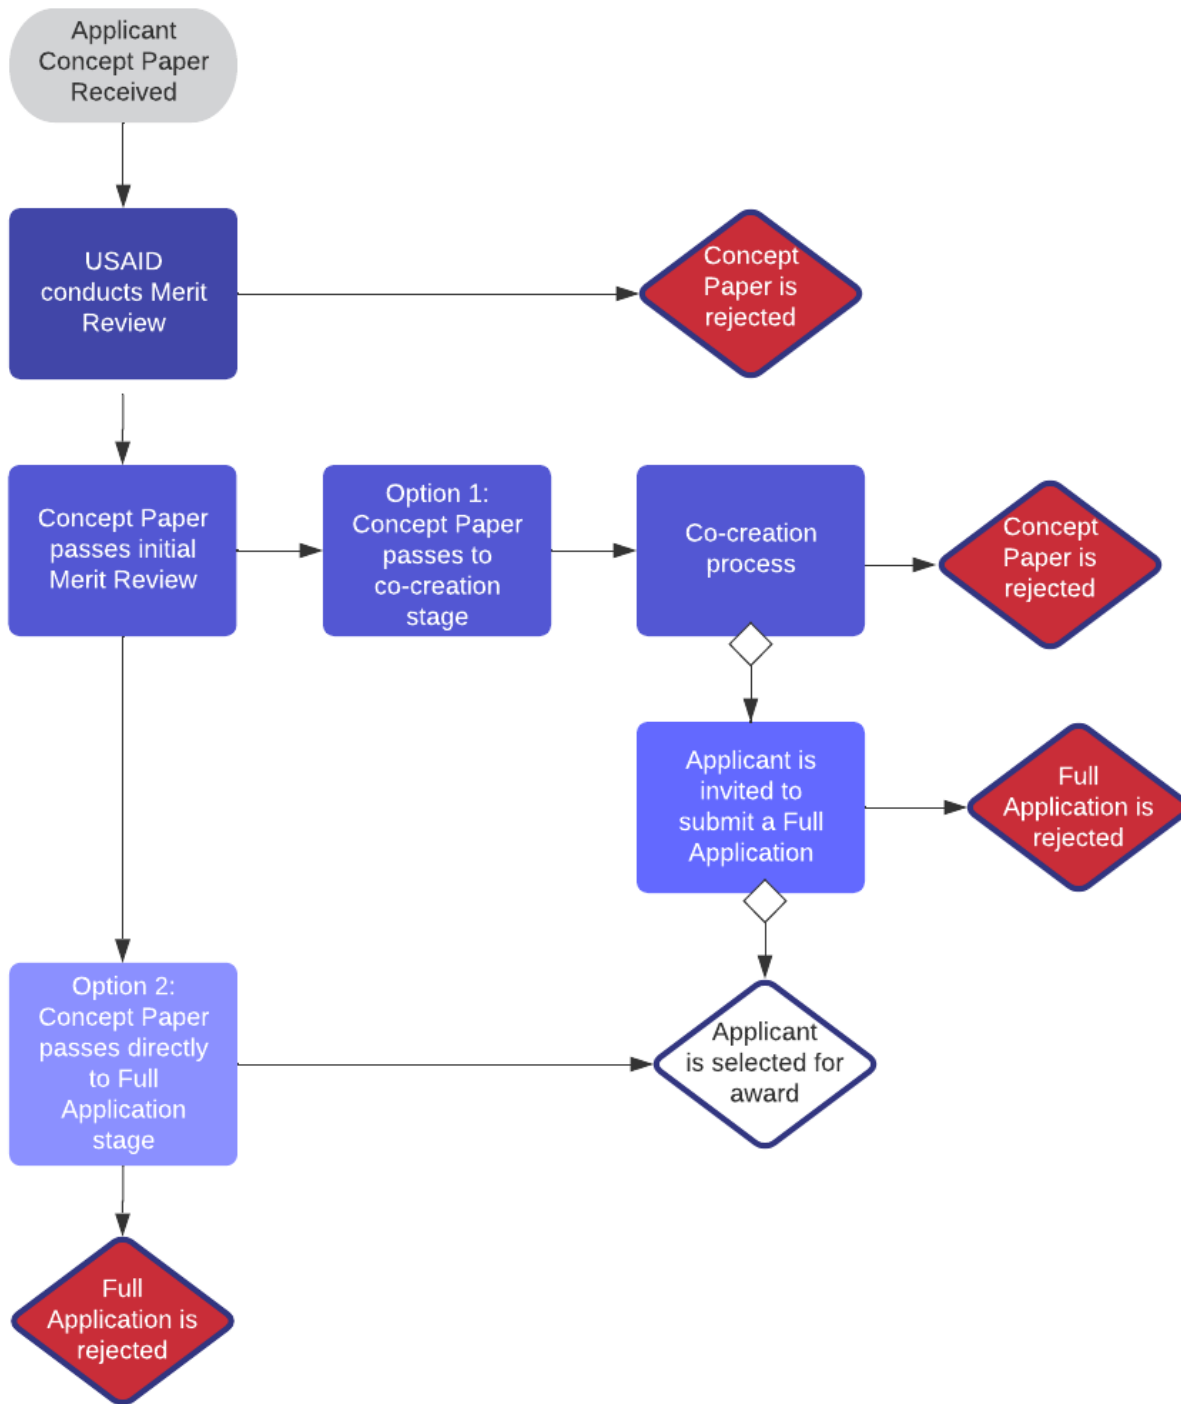 Applicant
Concept Paper
Received
USAID
conducts Merit
Review
Concept
Paper is
rejected
Concept Paper
passes initial
Merit Review
Option 1:
Concept Paper
passes to
co-creation
stage
Co-creation
process
Concept
Paper is
rejected
Applicant is
invited to
submit a Full
Application
Full
Application is
rejected
Option 2:
Concept Paper
passes directly
to Full
Application
stage
Applicant
is selected for
award
Full
Application is
rejected